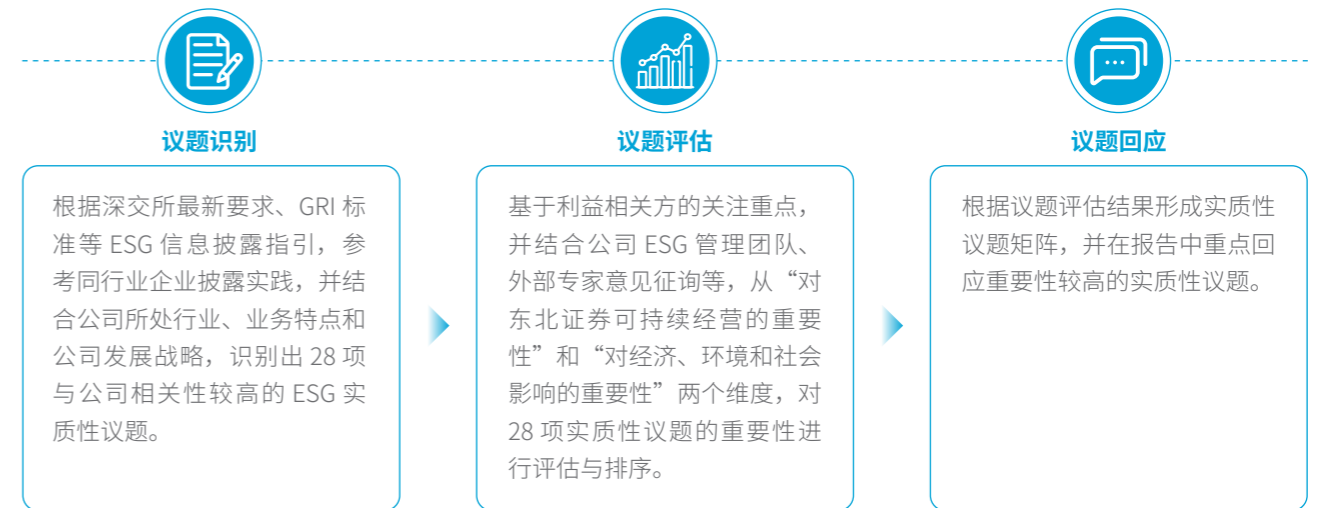 议题识别
根据深交所最新要求、GRI 标
准等 ESG 信息披露指引，参
考同行业企业披露实践，并结
合公司所处行业、业务特点和
公司发展战略，识别出 28 项
与公司相关性较高的 ESG 实
质性议题。
议题评估
基于利益相关方的关注重点，
并结合公司 ESG 管理团队、
外部专家意见征询等，从“对
东北证券可持续经营的重要
性”和“对经济、环境和社会
影响的重要性”两个维度，对
28 项实质性议题的重要性进
行评估与排序。
议题回应
根据议题评估结果形成实质性
议题矩阵，并在报告中重点回
应重要性较高的实质性议题。